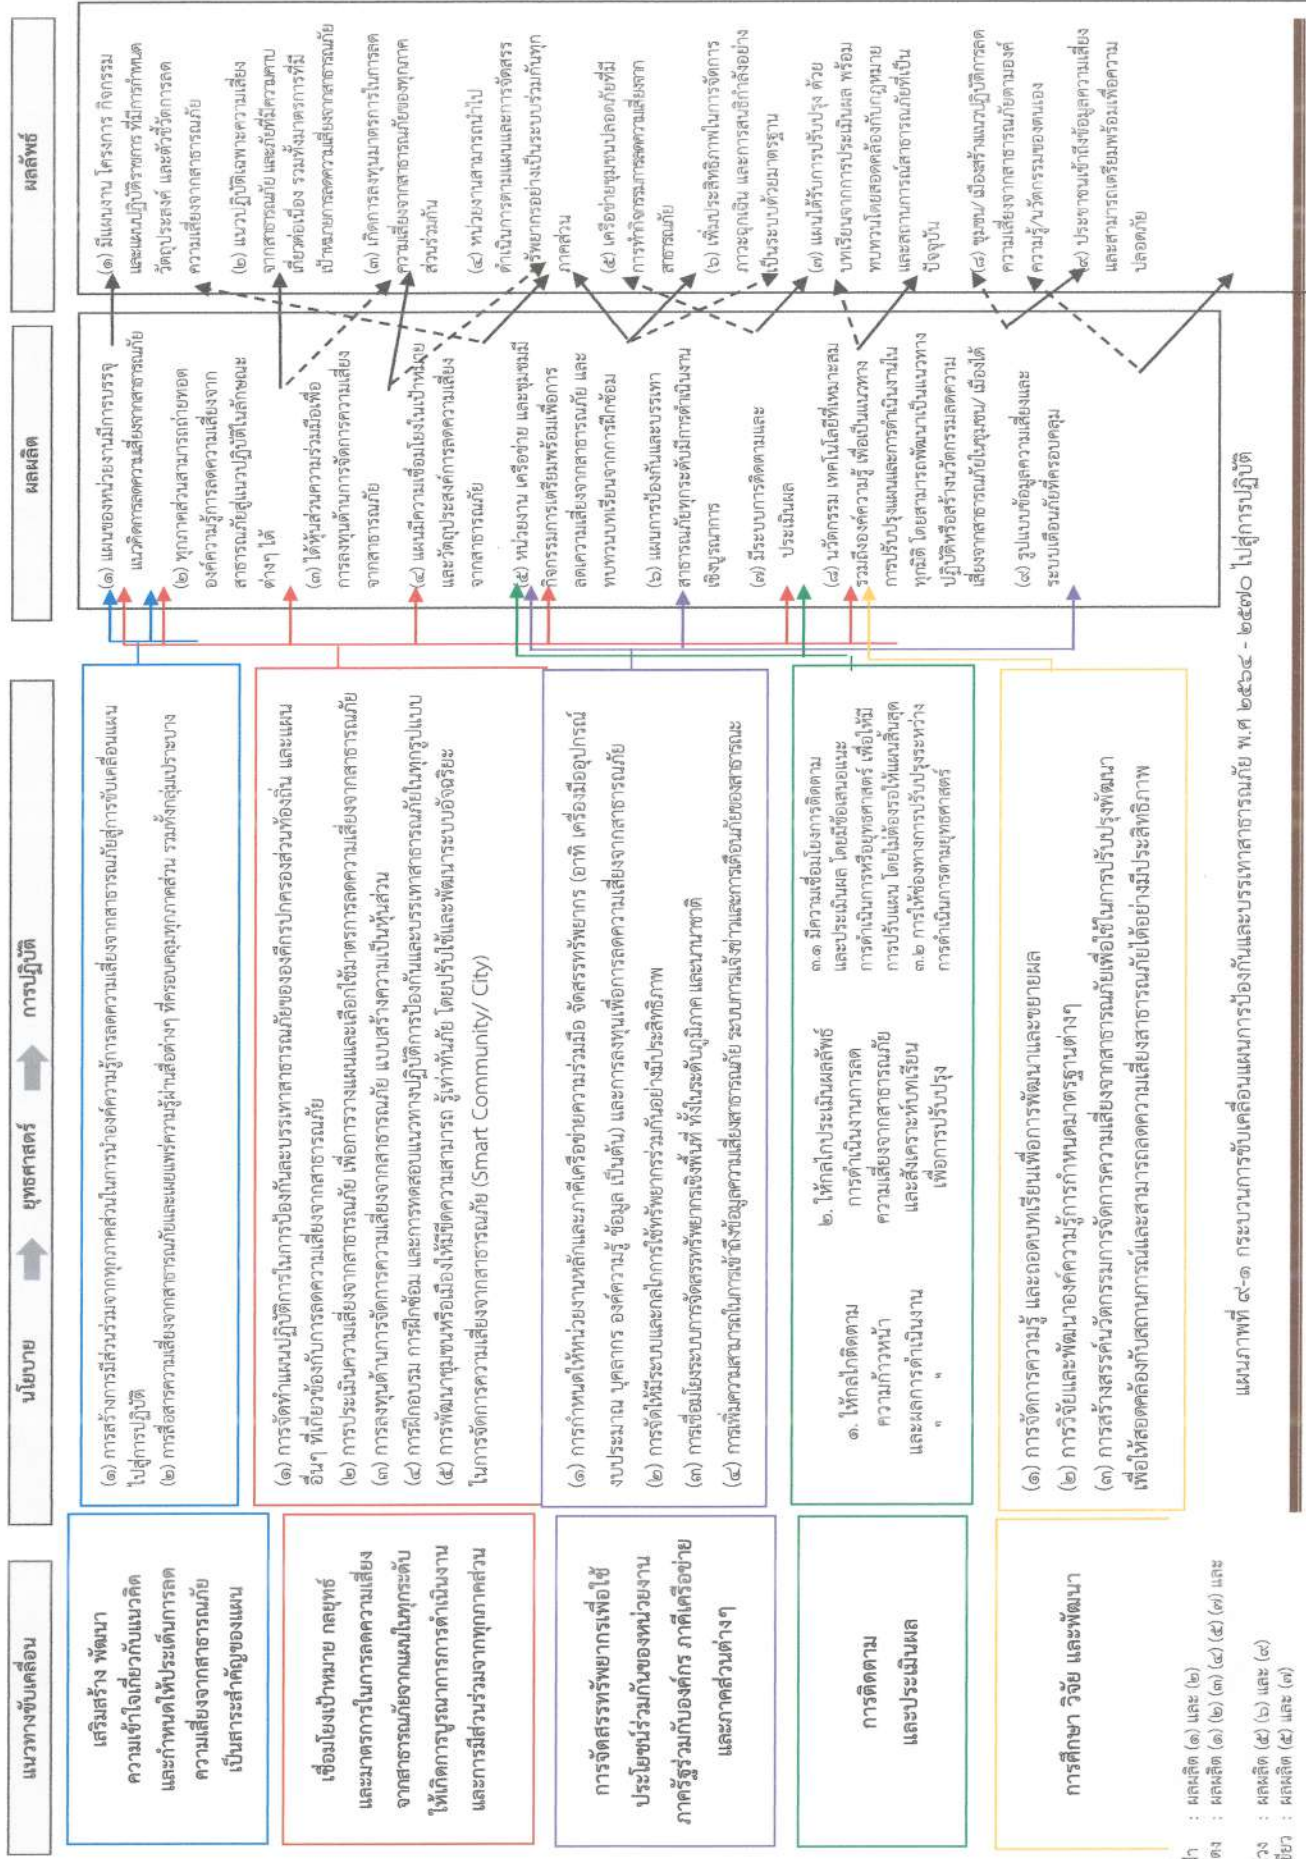 แนวทางขับเคลื่อน
นโยบาย
ยุทธศาสตร์
การปฏิบัติ
ผลผลิต
ผลลัพธ์
เสริมสร้าง พัฒนา
ความเข้าใจเกี่ยวกับแนวคิด
และกำหนดให้ประเด็นการลด
ความเสี่ยงจากสาธารณภัย
เป็นสาระสำคัญของแผน
(๑) การสร้างการมีส่วนร่วมจากทุกภาคส่วนในการนำองค์ความรู้การลดความเสี่ยงจากสาธารณภัยสู่การขับเคลื่อนแผน
ไปสู่การปฏิบัติ
(๒) การสื่อสารความเสี่ยงจากสาธารณภัยและเผยแพร่ความรู้ผ่านสื่อต่างๆ ที่ครอบคลุมทุกภาคส่วน รวมทั้งกลุ่มเปราะบาง
เชื่อมโยงเป้าหมาย กลยุทธ์
และมาตรการในการลดความเสี่ยง
จากสาธารณภัยจากแผนในทุกระดับ
ให้เกิดการบูรณาการการดำเนินงาน
และการมีส่วนร่วมจากทุกภาคส่วน
(๑) การจัดทำแผนปฏิบัติการในการป้องกันละบรรเทาสาธารณภัยขององค์กรปกครองส่วนท้องถิ่น และแผน
อื่นๆ ที่เกี่ยวข้องกับการลดความเสี่ยงจากสาธารณภัย
(๒) การประเมินความเสี่ยงจากสาธารณภัย เพื่อการวางแผนและเลือกใช้มาตรการลดความเสี่ยงจากสาธารณภัย
(๓) การลงทุนด้านการจัดการความเสี่ยงจากสาธารณภัย แบบสร้างความเป็นหุ้นส่วน
(๔) การฝึกอบรม การฝึกซ้อม และการทดสอบแนวทางปฏิบัติการป้องกันและบรรเทาสาธารณภัยในทุกรูปแบบ
(๕) การพัฒนาชุมชนหรือเมืองให้มีขีดความสามารถ รู้เท่าทันภัย โดยปรับใช้และพัฒนาระบบอัจฉริยะ
ในการจัดการความเสี่ยงจากสาธารณภัย (Smart Community/ City)
การจัดสรรทรัพยากรเพื่อใช้
ประโยชน์ร่วมกันของหน่วยงาน
ภาครัฐร่วมกับองค์กร ภาคีเครือข่าย
และภาคส่วนต่างๆ
(๑) การกำหนดให้หน่วยงานหลักและภาคีเครือข่ายความร่วมมือ จัดสรรทรัพยากร (อาทิ เครื่องมืออุปกรณ์
งบประมาณ บุคลากร องค์ความรู้ ข้อมูล เป็นต้น) และการลงทุนเพื่อการลดความเสี่ยงจากสาธารณภัย
(๒) การจัดให้มีระบบและกลไกการใช้ทรัพยากรร่วมกันอย่างมีประสิทธิภาพ
(๓) การเชื่อมโยงระบบการจัดสรรทรัพยากรเชิงพื้นที่ ทั้งในระดับภูมิภาค และนานาชาติ
(๔) การเพิ่มความสามารถในการเข้าถึงข้อมูลความเสี่ยงสาธารณภัย ระบบการแจ้งข่าวและการเตือนภัยของสาธารณะ
การติดตาม
และประเมินผล
๑. ให้กลไกติดตาม
ความก้าวหน้า
และผลการดำเนินงาน
๒. ให้กลไกประเมินผลลัพธ์
การดำเนินงานการลด
ความเสี่ยงจากสาธารณภัย
และสังเคราะห์บทเรียน
เพื่อการปรับปรุง
๓.๑ มีความเชื่อมโยงการติดตาม
และประเมินผล โดยมีข้อเสนอแนะ
การดำเนินการหรือยุทธศาสตร์ เพื่อให้มี
การปรับแผน โดยไม่ต้องรอให้แผนสิ้นสุด
๓.๒ การให้ช่องทางการปรับปรุงระหว่าง
การดำเนินการตามยุทธศาสตร์
การศึกษา วิจัย และพัฒนา
(๑) การจัดการความรู้ และถอดบทเรียนเพื่อการพัฒนาและขยายผล
(๒) การวิจัยและพัฒนาองค์ความรู้การกำหนดมาตรฐานต่างๆ
(๓) การสร้างสรรค์นวัตกรรมการจัดการความเสี่ยงจากสาธารณภัยเพื่อใช้ในการปรับปรุงพัฒนา
เพื่อให้สอดคล้องกับสถานการณ์และสามารถลดความเสี่ยงสาธารณภัยได้อย่างมีประสิทธิภาพ
(๑) แผนของหน่วยงานมีการบรรจุ
แนวคิดการลดความเสี่ยงจากสาธารณภัย
(๒) ทุกภาคส่วนสามารถถ่ายทอด
องค์ความรู้การลดความเสี่ยงจาก
สาธารณภัยสู่แนวปฏิบัติในลักษณะ
ต่างๆ ได้
(๓) ได้หุ้นส่วนความร่วมมือเพื่อ
การลงทุนด้านการจัดการความเสี่ยง
จากสาธารณภัย
(๔) แผนมีความเชื่อมโยงในเป้าหมาย
และวัตถุประสงค์การลดความเสี่ยง
จากสาธารณภัย
(๕) หน่วยงาน เครือข่าย และชุมชนมี
กิจกรรมการเตรียมพร้อมเพื่อการ
ลดความเสี่ยงจากสาธารณภัย และ
ทบทวนบทเรียนจากการฝึกซ้อม
(๖) แผนการป้องกันและบรรเทา
สาธารณภัยทุกระดับมีการดำเนินงาน
เชิงบูรณาการ
(๗) มีระบบการติดตามและ
ประเมินผล
(๘) นวัตกรรม เทคโนโลยีที่เหมาะสม
รวมถึงองค์ความรู้ เพื่อเป็นแนวทาง
การปรับปรุงแผนและการดำเนินงานใน
ทุกมิติ โดยสามารถพัฒนาเป็นแนวทาง
ปฏิบัติหรือสร้างนวัตกรรมลดความ
เสี่ยงจากสาธารณภัยในชุมชน/ เมืองได้
(๙) รูปแบบข้อมูลความเสี่ยงและ
ระบบเตือนภัยที่ครอบคลุม
(๑) มีแผนงาน โครงการ กิจกรรม
และแผนปฏิบัติราชการ ที่มีการกำหนด
วัตถุประสงค์ และตัวชี้วัดการลด
ความเสี่ยงจากสาธารณภัย
(๒) แนวปฏิบัติเฉพาะความเสี่ยง
จากสาธารณภัย และภัยที่มีความคาบ
เกี่ยวต่อเนื่อง รวมทั้งมาตรการที่มี
เป้าหมายการลดความเสี่ยงจากสาธารณภัย
(๓) เกิดการลงทุนมาตรการในการลด
ความเสี่ยงจากสาธารณภัยของทุกภาค
ส่วนร่วมกัน
(๔) หน่วยงานสามารถนำไป
ดำเนินการตามแผนและการจัดสรร
ทรัพยากรอย่างเป็นระบบร่วมกันทุก
ภาคส่วน
(๕) เครือข่ายชุมชนปลอดภัยที่มี
การทำกิจกรรมการลดความเสี่ยงจาก
สาธารณภัย
(๖) เพิ่มประสิทธิภาพในการจัดการ
ภาวะฉุกเฉิน และการสนธิกำลังอย่าง
เป็นระบบด้วยมาตรฐาน
(๗) แผนได้รับการปรับปรุง ด้วย
บทเรียนจากการประเมินผล พร้อม
ทบทวนโดยสอดคล้องกับกฎหมาย
และสถานการณ์สาธารณภัยที่เป็น
ปัจจุบัน
(๘) ชุมชน/ เมืองสร้างแนวปฏิบัติการลด
ความเสี่ยงจากสาธารณภัยตามองค์
ความรู้/นวัตกรรมของตนเอง
(๙) ประชาชนเข้าถึงข้อมูลความเสี่ยง
และสามารถเตรียมพร้อมเพื่อความ
ปลอดภัย
: ผลผลิต (๑) และ (๒)
: ผลผลิต (๑) (๒) (๓) (๔) (๕) (๗) และ
: ผลผลิต (๕) (๖) และ (๙)
: ผลผลิต (๕) และ (๗)
แผนภาพที่ ๙-๑ กระบวนการขับเคลื่อนแผนการป้องกันและบรรเทาสาธารณภัย พ.ศ ๒๕๖๔ - ๒๕๗๐ ไปสู่การปฏิบัติ